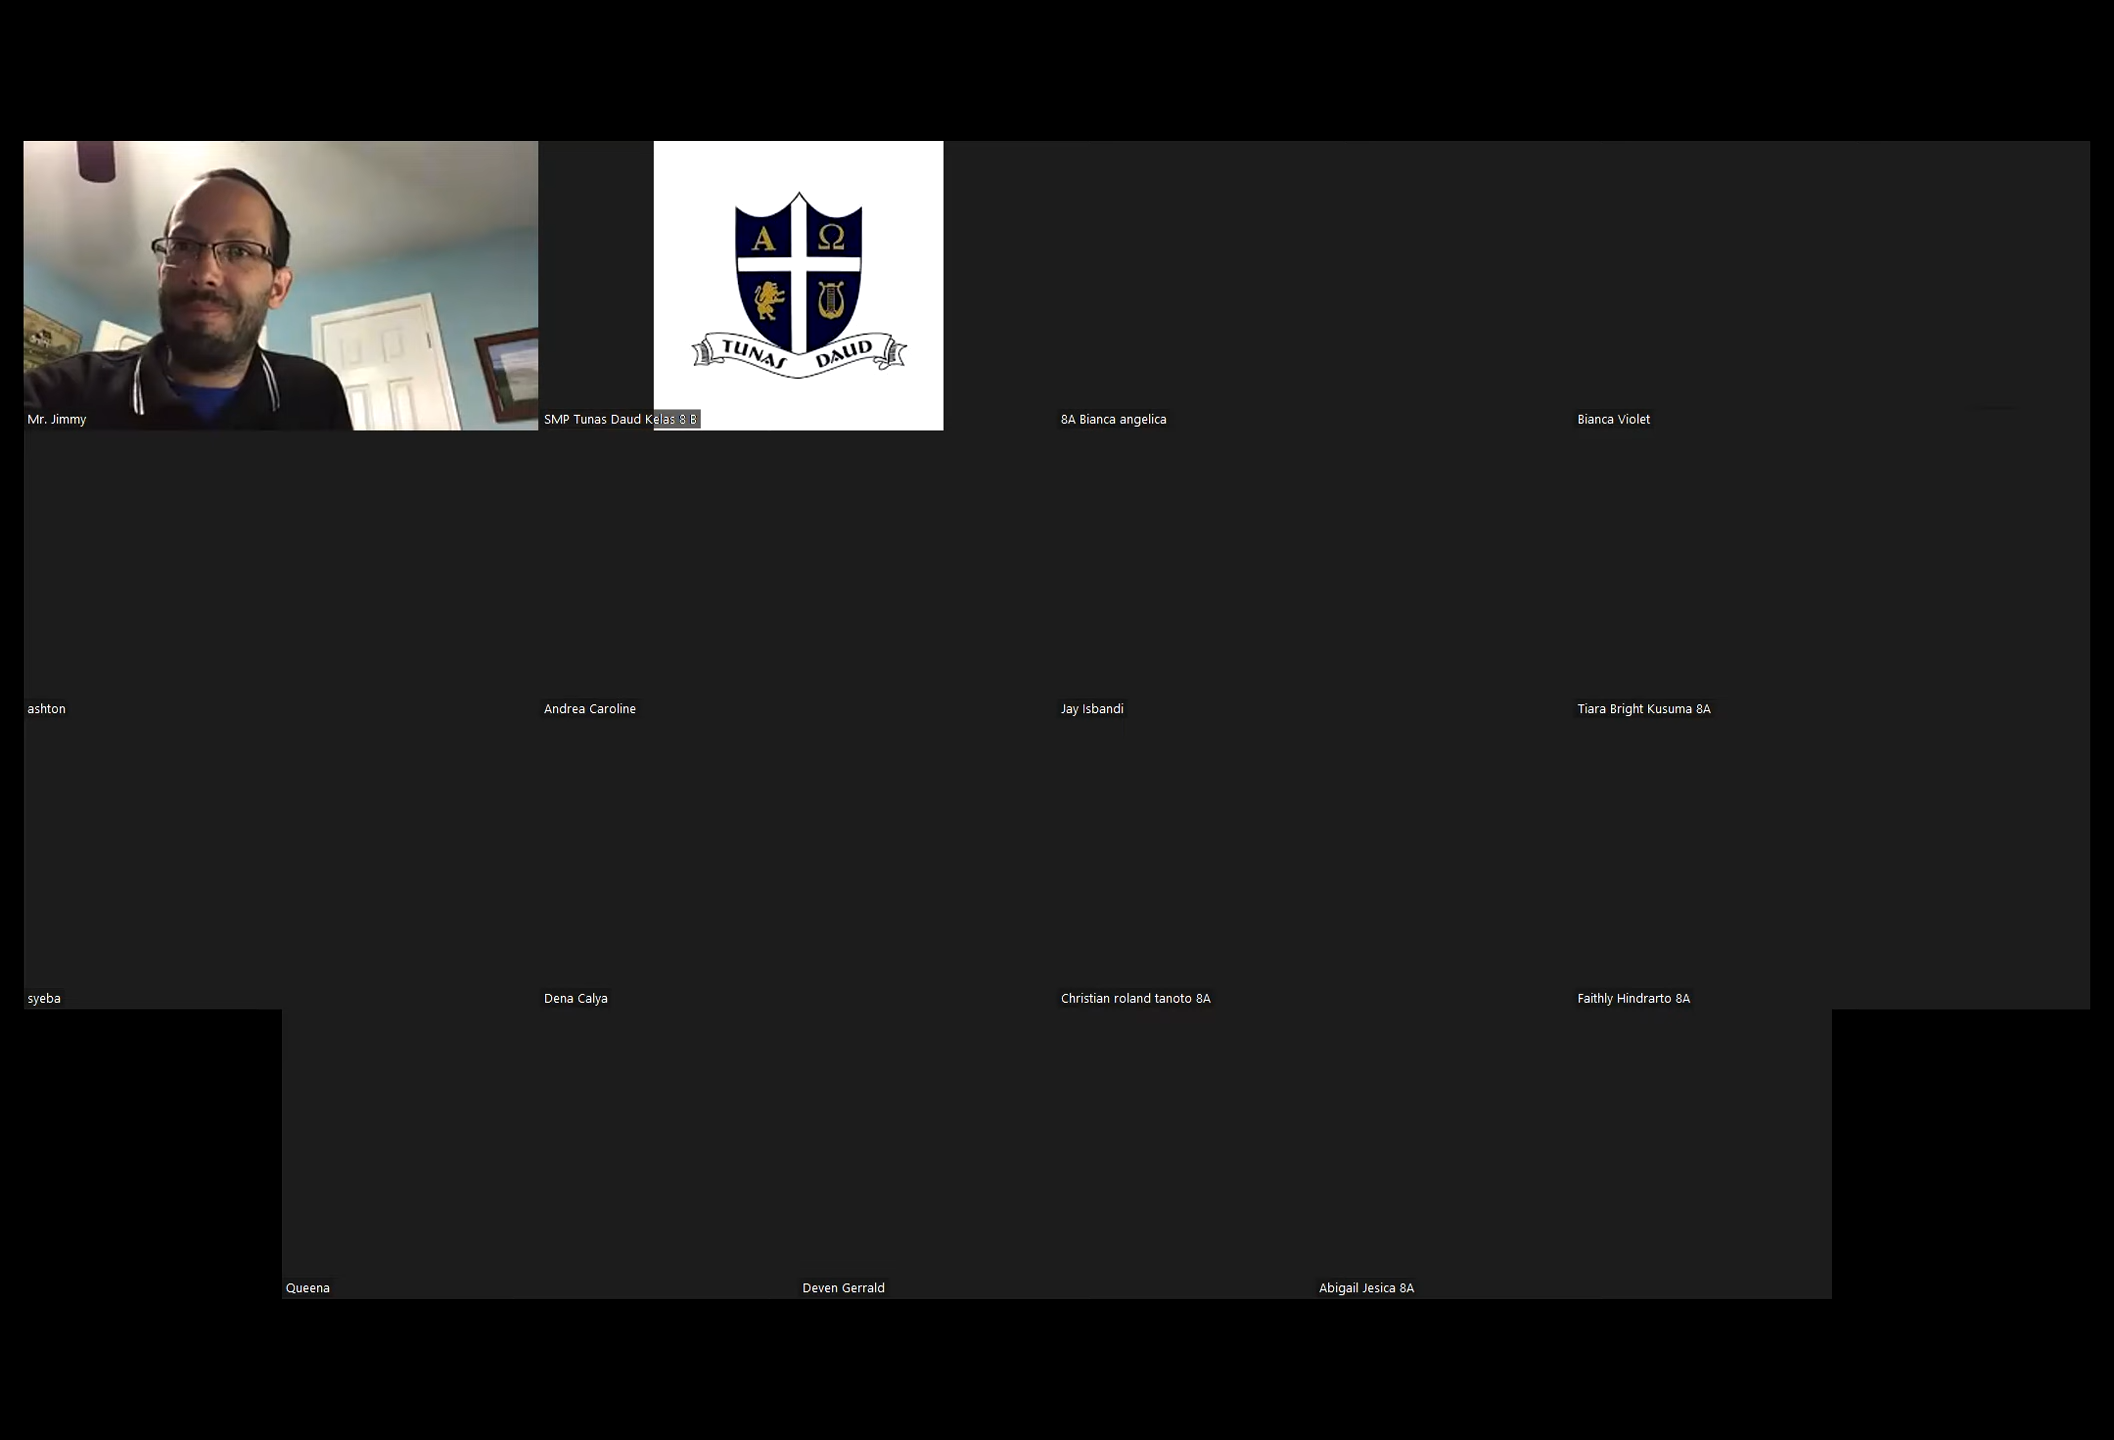 A Ω
TUNAS DAUD
Mr. Jimmy
SMP Tunas Daud Kelas 8 B
8A Bianca angelica
Bianca Violet
ashton
Andrea Caroline
Jay Isbandi
Tiara Bright Kusuma 8A
syeba
Dena Calya
Christian roland tanoto 8A
Faithly Hindrarto 8A
Queena
Deven Gerrald
Abigail Jesica 8A